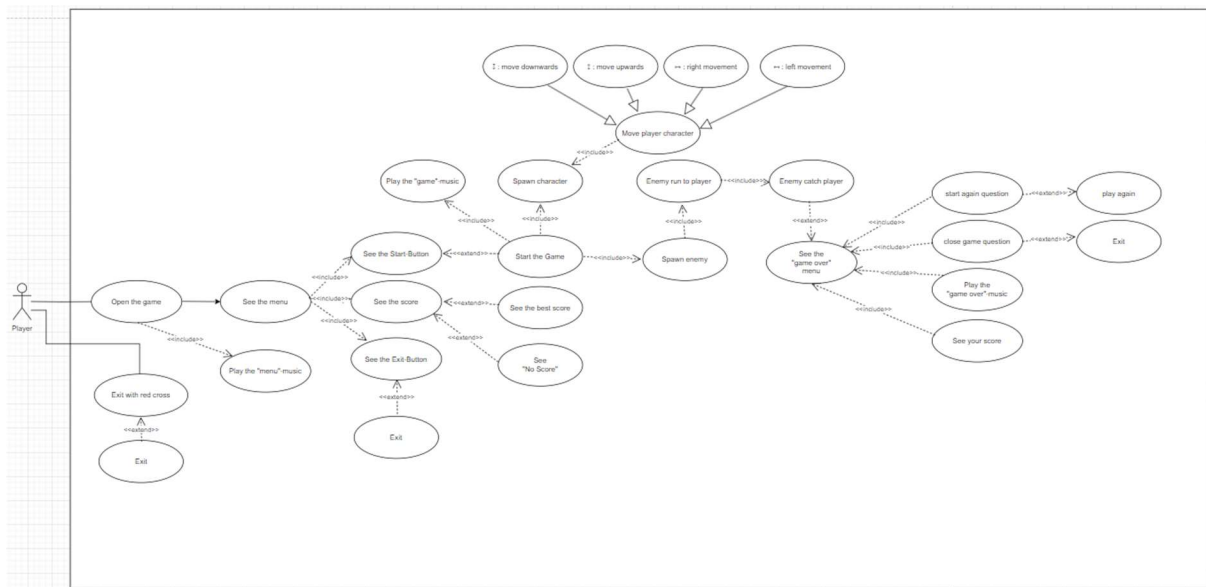 ↕ : move downwards
↕ : move upwards
↔ : right movement
↔ : left movement
Move player character
<<include>>
Play the "game"-music
Spawn character
Enemy run to player
<<include>>
Enemy catch player
start again question
<<extend>>
play again
<<include>>
<<include>>
<<include>>
<<extend>>
<<include>>
close game question
<<extend>>
Exit
<<include>>
See the Start-Button
<<extend>>
Start the Game
<<include>>
Spawn enemy
See the
"game over"
menu
<<include>>
Play the
"game over"-music
<<include>>
See your score
Player
Open the game
See the menu
<<include>>
<<include>>
<<include>>
See the score
<<extend>>
See the best score
<<extend>>
See
"No Score"
See the Exit-Button
<<include>>
Play the "menu"-music
Exit with red cross
<<extend>>
Exit
<<extend>>
Exit